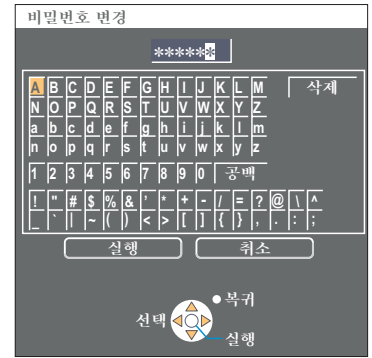 비밀번호 변경
******
A B C D E F G H I J K L M 삭제
N O P Q R S T U V W X Y Z
a b c d e f g h i j k l m
n o p q r s t u v w x y z
1 2 3 4 5 6 7 8 9 0 공백
! " # $ % & ' * + - / = ? @ \ ^
_ ` | ~ ( ) < > [ ] { } , . : ;
실행 취소
복귀
선택
실행